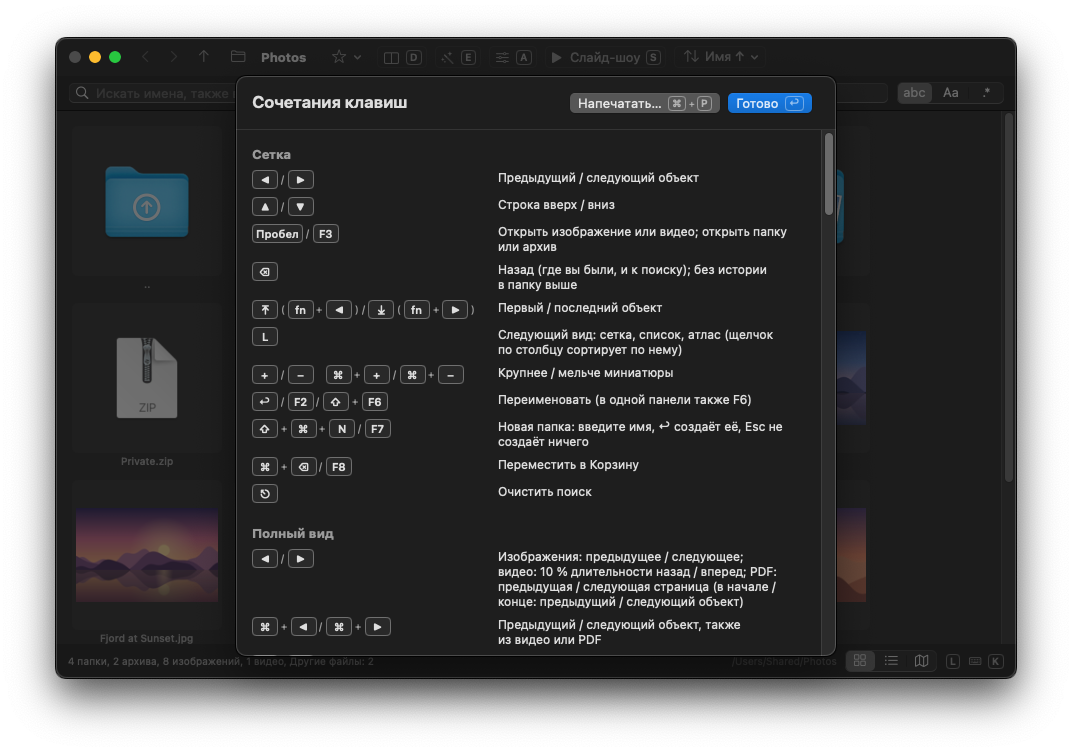 Photos D E A Слайд-шоу S Имя
Искать имена, также abc Aa .*
Сочетания клавиш Напечатать... ⌘ + P Готово ↩
Сетка
◀ / ▶ Предыдущий / следующий объект
▲ / ▼ Строка вверх / вниз
Пробел / F3 Открыть изображение или видео; открыть папку
или архив
⌫ Назад (где вы были, и к поиску); без истории
в папку выше
⤒ ( fn + ◀ ) / ⤓ ( fn + ▶ ) Первый / последний объект
L Следующий вид: сетка, список, атлас (щелчок
по столбцу сортирует по нему)
+ / − ⌘ + + / ⌘ + − Крупнее / мельче миниатюры
↩ / F2 / ⇧ + F6 Переименовать (в одной панели также F6)
⇧ + ⌘ + N / F7 Новая папка: введите имя, ↩ создаёт её, Esc не
создаёт ничего
⌘ + ⌫ / F8 Переместить в Корзину
⎋ Очистить поиск
Полный вид
◀ / ▶ Изображения: предыдущее / следующее;
видео: 10 % длительности назад / вперед; PDF:
предыдущая / следующая страница (в начале /
конце: предыдущий / следующий объект)
⌘ + ◀ / ⌘ + ▶ Предыдущий / следующий объект, также
из видео или PDF
..
ZIP
Private.zip
Fjord at Sunset.jpg
4 папки, 2 архива, 8 изображений, 1 видео, Другие файлы: 2 /Users/Shared/Photos L K